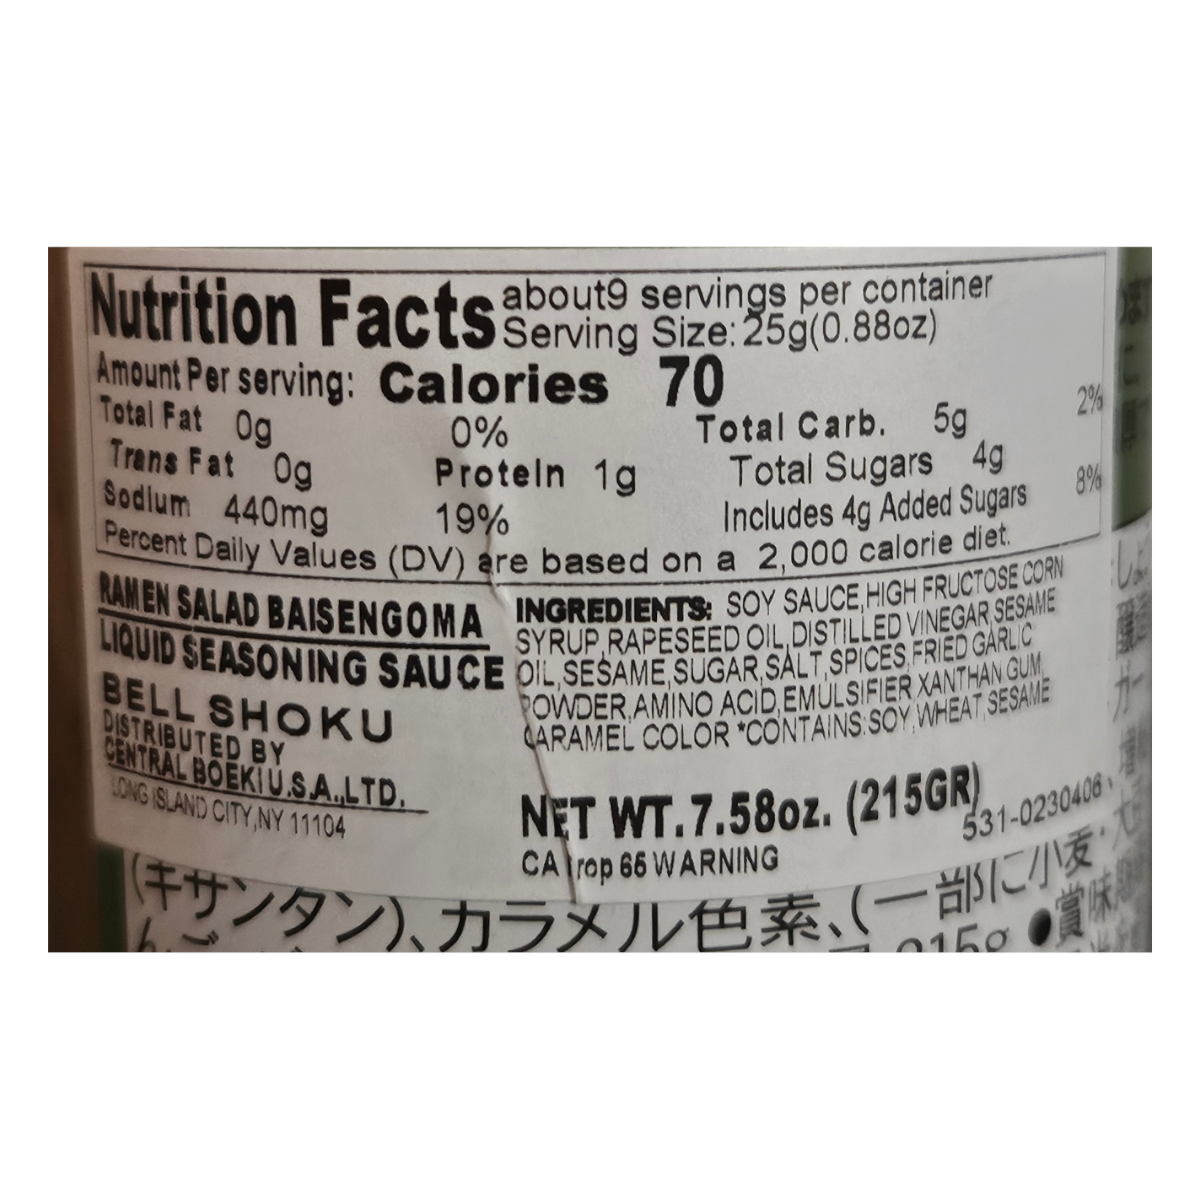 Nutrition Facts about9 servings per container
Serving Size:25g(0.88oz)
Amount Per serving: Calories 70
Total Fat 0g 0% Total Carb. 5g 2%
Trans Fat 0g Protein 1g Total Sugars 4g
Sodium 440mg 19% Includes 4g Added Sugars 8%
Percent Daily Values (DV) are based on a 2,000 calorie diet.
RAMEN SALAD BAISENGOMA
LIQUID SEASONING SAUCE
BELL SHOKU
DISTRIBUTED BY
CENTRAL BOEKI U.S.A.,LTD.
LONG ISLAND CITY,NY 11104
INGREDIENTS: SOY SAUCE,HIGH FRUCTOSE CORN
SYRUP,RAPESEED OIL,DISTILLED VINEGAR,SESAME
OIL,SESAME,SUGAR,SALT,SPICES,FRIED GARLIC
POWDER,AMINO ACID,EMULSIFIER XANTHAN GUM,
CARAMEL COLOR *CONTAINS:SOY,WHEAT,SESAME
NET WT.7.58oz. (215GR)
531-0230406
CA rop 65 WARNING
(キサンタン)、カラメル色素、(一部に小麦・大
215g ●賞味